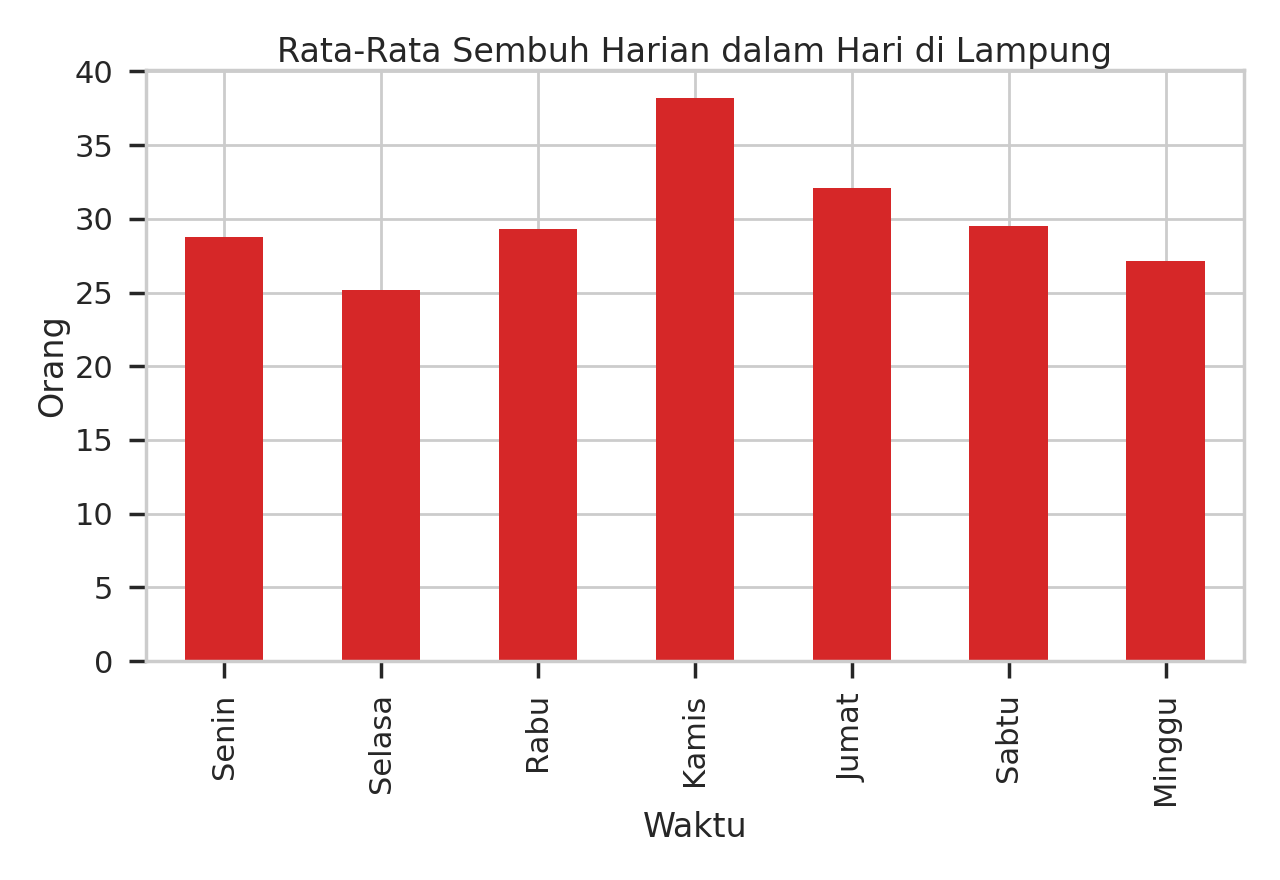 Rata-Rata Sembuh Harian dalam Hari di Lampung
40
35
30
25
20
15
10
5
0
Orang
Senin
Selasa
Rabu
Kamis
Jumat
Sabtu
Minggu
Waktu